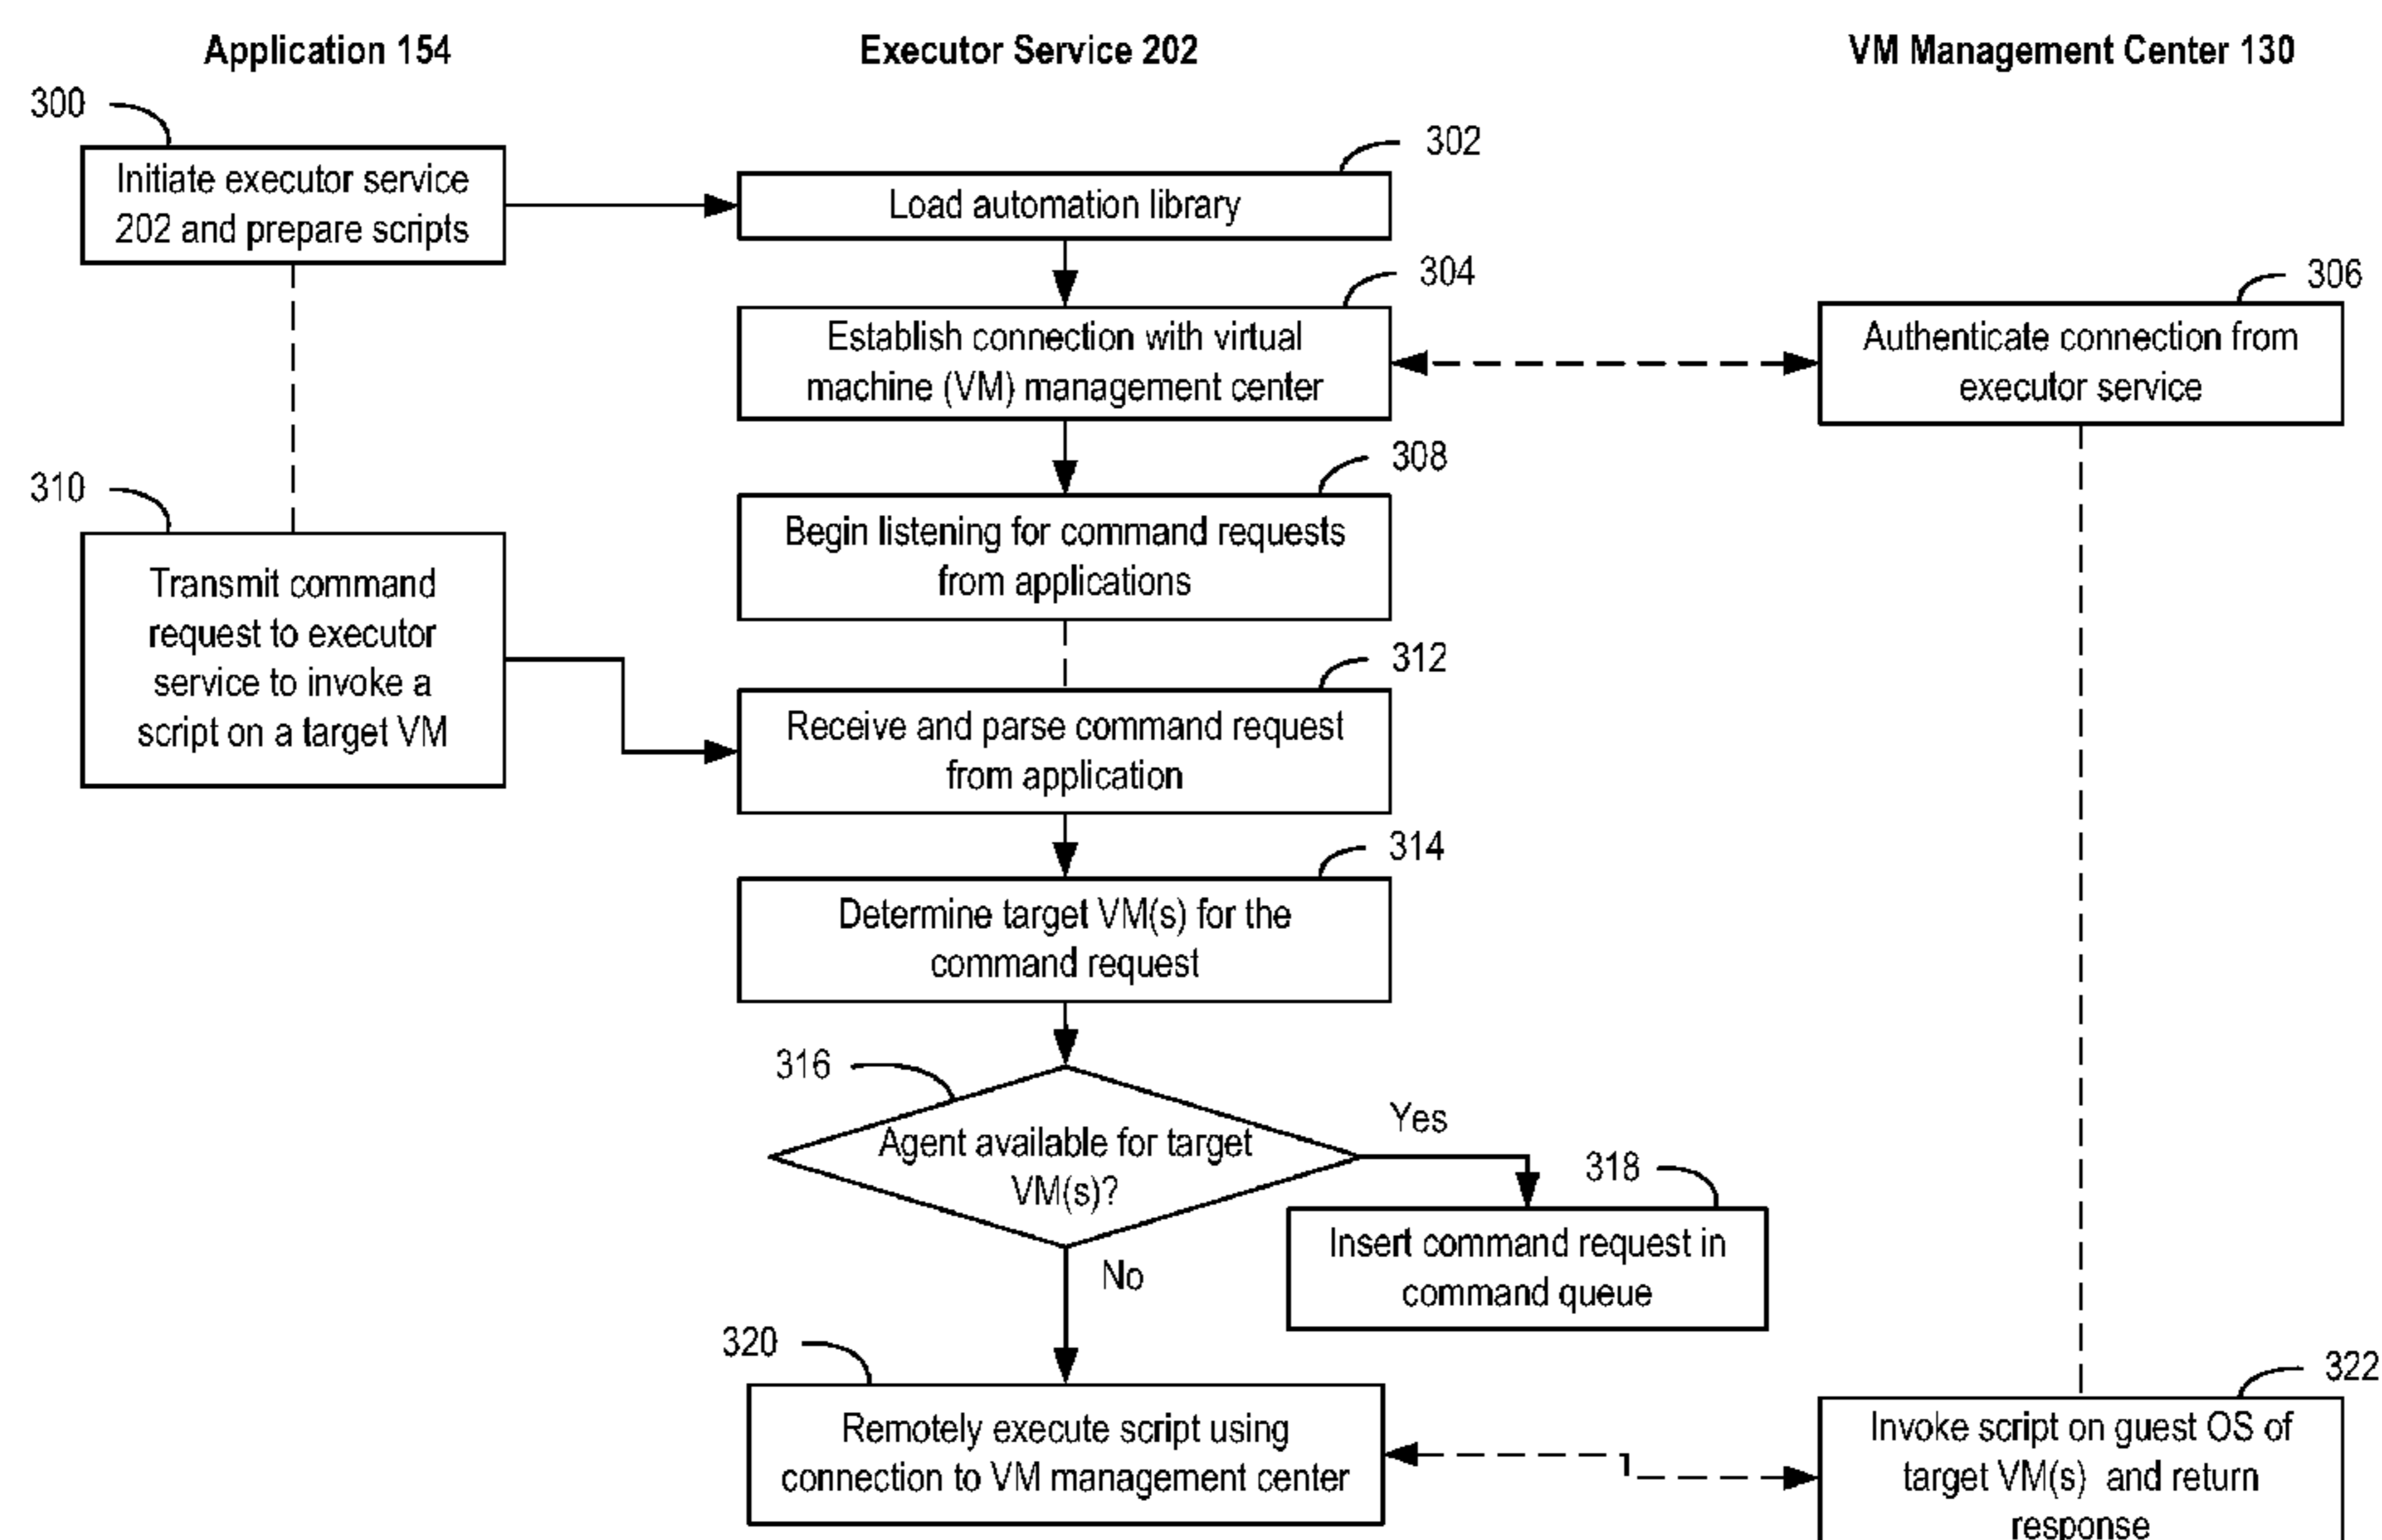 Application 154
Executor Service 202
VM Management Center 130
300
Initiate executor service
202 and prepare scripts
302
Load automation library
304
Establish connection with virtual
machine (VM) management center
306
Authenticate connection from
executor service
308
Begin listening for command requests
from applications
310
Transmit command
request to executor
service to invoke a
script on a target VM
312
Receive and parse command request
from application
314
Determine target VM(s) for the
command request
316
Agent available for target
VM(s)?
Yes
318
Insert command request in
command queue
No
320
Remotely execute script using
connection to VM management center
322
Invoke script on guest OS of
target VM(s) and return
response